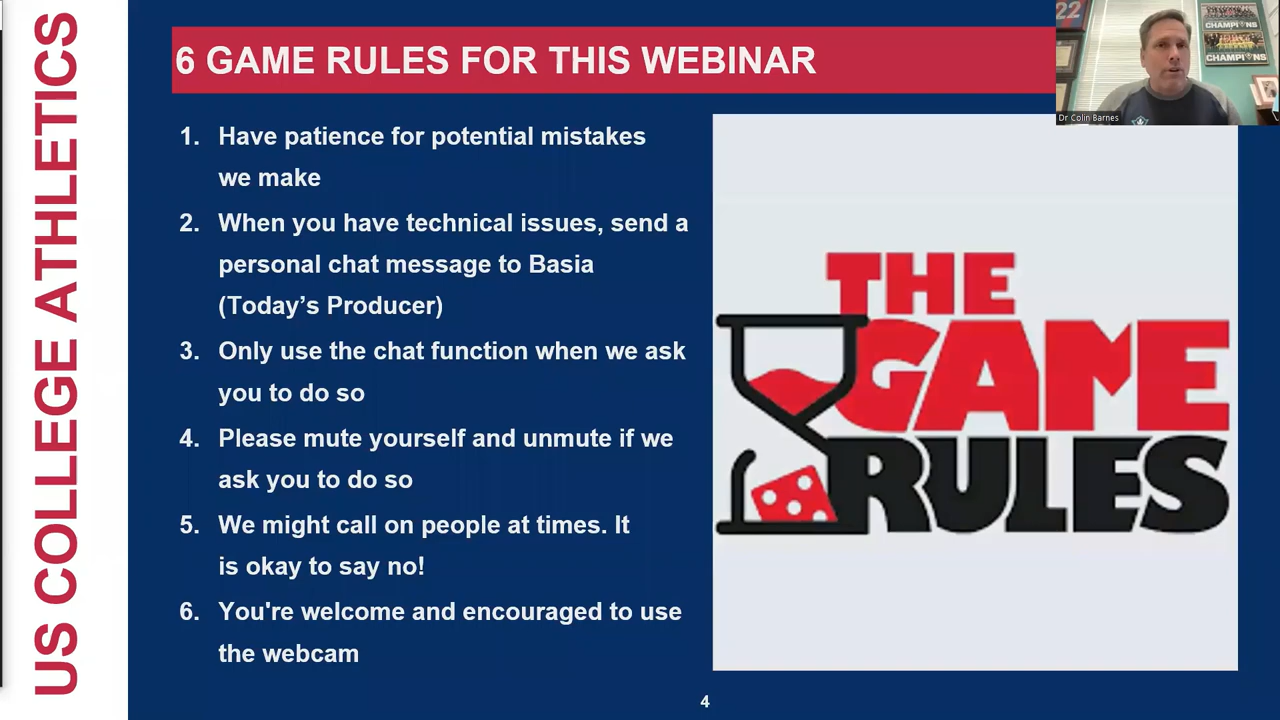 US COLLEGE ATHLETICS
6 GAME RULES FOR THIS WEBINAR
1. Have patience for potential mistakes
we make
2. When you have technical issues, send a
personal chat message to Basia
(Today’s Producer)
3. Only use the chat function when we ask
you to do so
4. Please mute yourself and unmute if we
ask you to do so
5. We might call on people at times. It
is okay to say no!
6. You're welcome and encouraged to use
the webcam
THE
GAME
RULES
22
CHAMPIONS
CHAMPIONS
Dr Colin Barnes
4